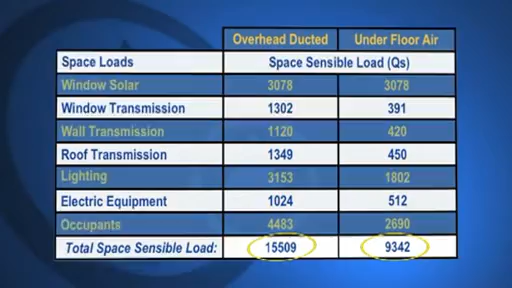 Overhead Ducted Under Floor Air
Space Loads Space Sensible Load (Qs)
Window Solar 3078 3078
Window Transmission 1302 391
Wall Transmission 1120 420
Roof Transmission 1349 450
Lighting 3153 1802
Electric Equipment 1024 512
Occupants 4483 2690
Total Space Sensible Load: 15509 9342